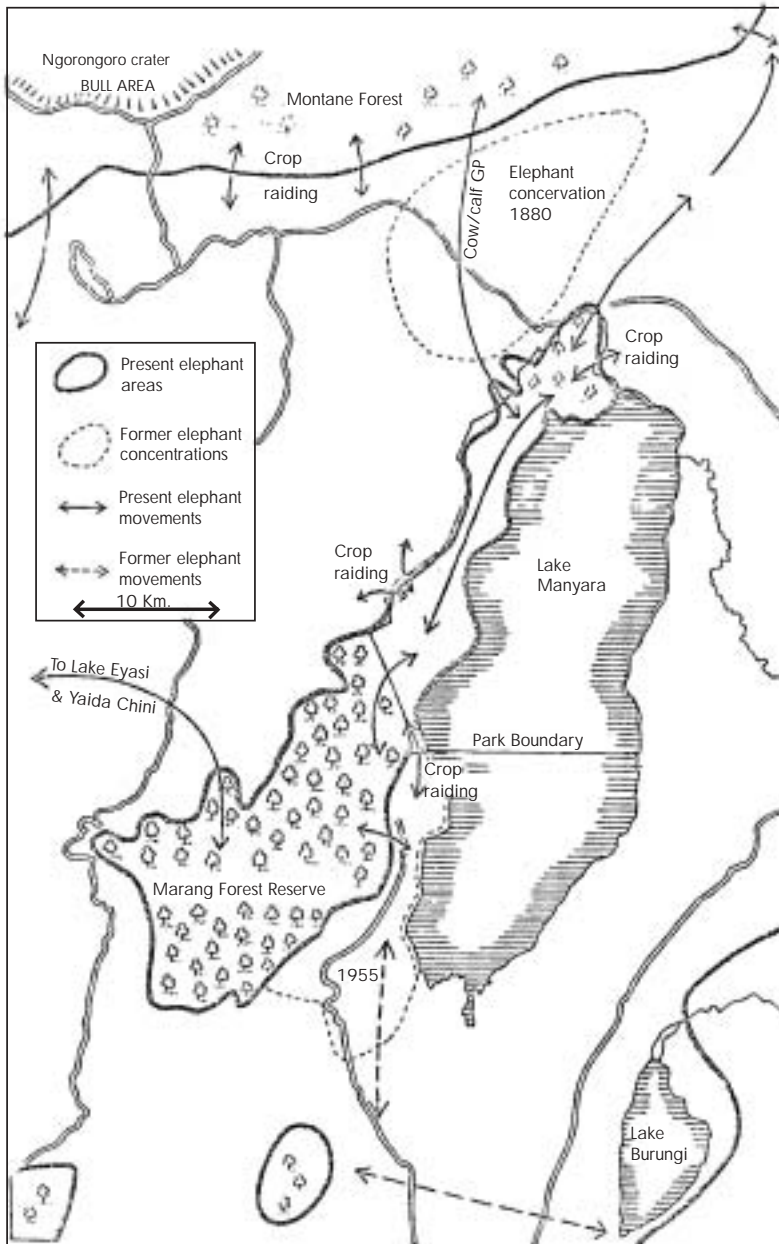 Ngorongoro crater
BULL AREA
Montane Forest
Crop
raiding
Cow/calf GP
Elephant
concervation
1880
Crop
raiding
Present elephant
areas
Former elephant
concentrations
Present elephant
movements
Former elephant
movements
10 Km.
Crop
raiding
Lake
Manyara
To Lake Eyasi
& Yaida Chini
Park Boundary
Crop
raiding
Marang Forest Reserve
1955
Lake
Burungi